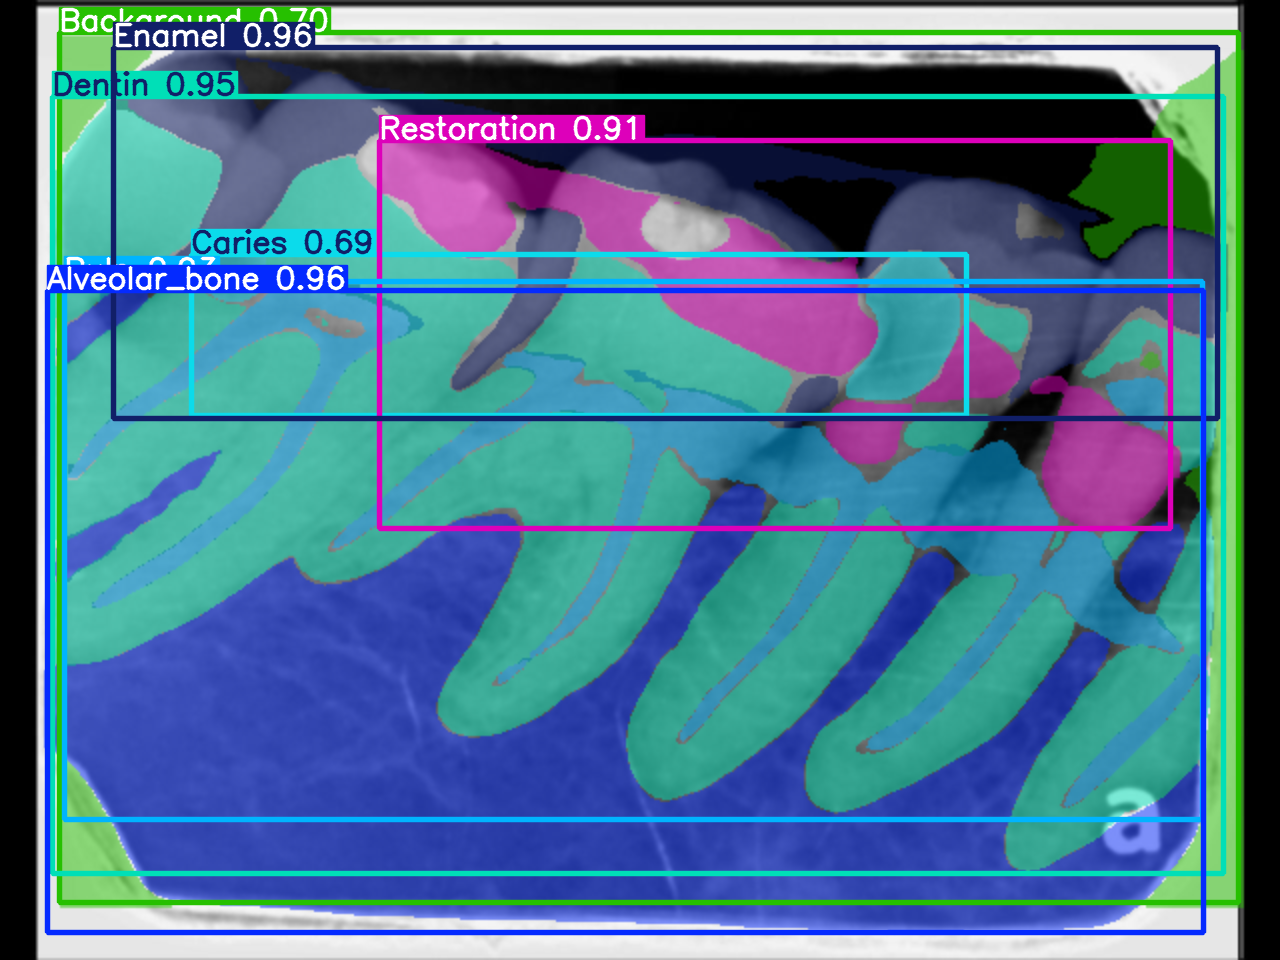 Background 0.70
Enamel 0.96
Dentin 0.95
Restoration 0.91
Caries 0.69
Alveolar_bone 0.96
a